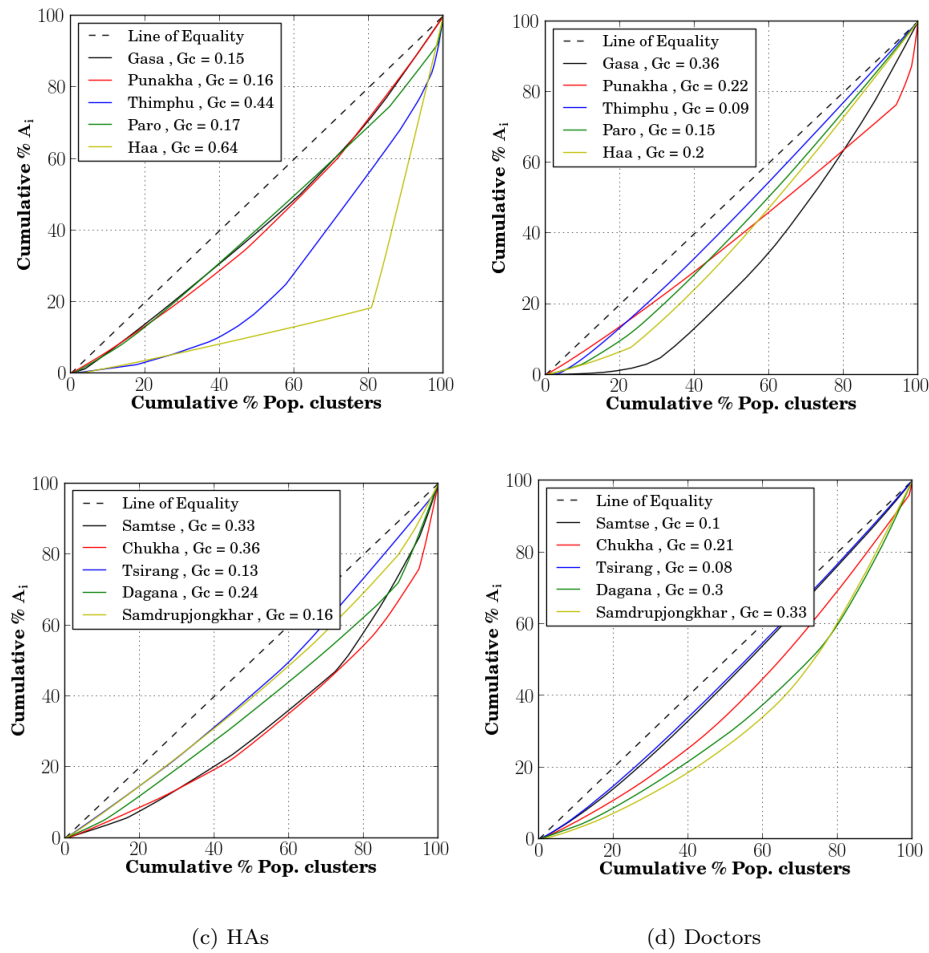 100
80
60
40
20
0
Cumulative % A_i
Line of Equality
Gasa , Gc = 0.15
Punakha , Gc = 0.16
Thimphu , Gc = 0.44
Paro , Gc = 0.17
Haa , Gc = 0.64
0 20 40 60 80 100
Cumulative % Pop. clusters
100
80
60
40
20
0
Cumulative % A_i
Line of Equality
Gasa , Gc = 0.36
Punakha , Gc = 0.22
Thimphu , Gc = 0.09
Paro , Gc = 0.15
Haa , Gc = 0.2
0 20 40 60 80 100
Cumulative % Pop. clusters
100
80
60
40
20
0
Cumulative % A_i
Line of Equality
Samtse , Gc = 0.33
Chukha , Gc = 0.36
Tsirang , Gc = 0.13
Dagana , Gc = 0.24
Samdrupjongkhar , Gc = 0.16
0 20 40 60 80 100
Cumulative % Pop. clusters
100
80
60
40
20
0
Cumulative % A_i
Line of Equality
Samtse , Gc = 0.1
Chukha , Gc = 0.21
Tsirang , Gc = 0.08
Dagana , Gc = 0.3
Samdrupjongkhar , Gc = 0.33
0 20 40 60 80 100
Cumulative % Pop. clusters
(c) HAs
(d) Doctors